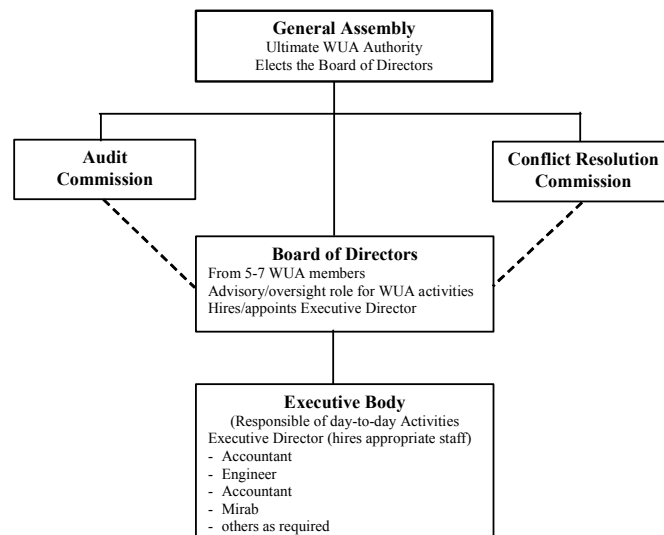 General Assembly
Ultimate WUA Authority
Elects the Board of Directors
Audit
Commission
Conflict Resolution
Commission
Board of Directors
From 5-7 WUA members
Advisory/oversight role for WUA activities
Hires/appoints Executive Director
Executive Body
(Responsible of day-to-day Activities
Executive Director (hires appropriate staff)
- Accountant
- Engineer
- Accountant
- Mirab
- others as required